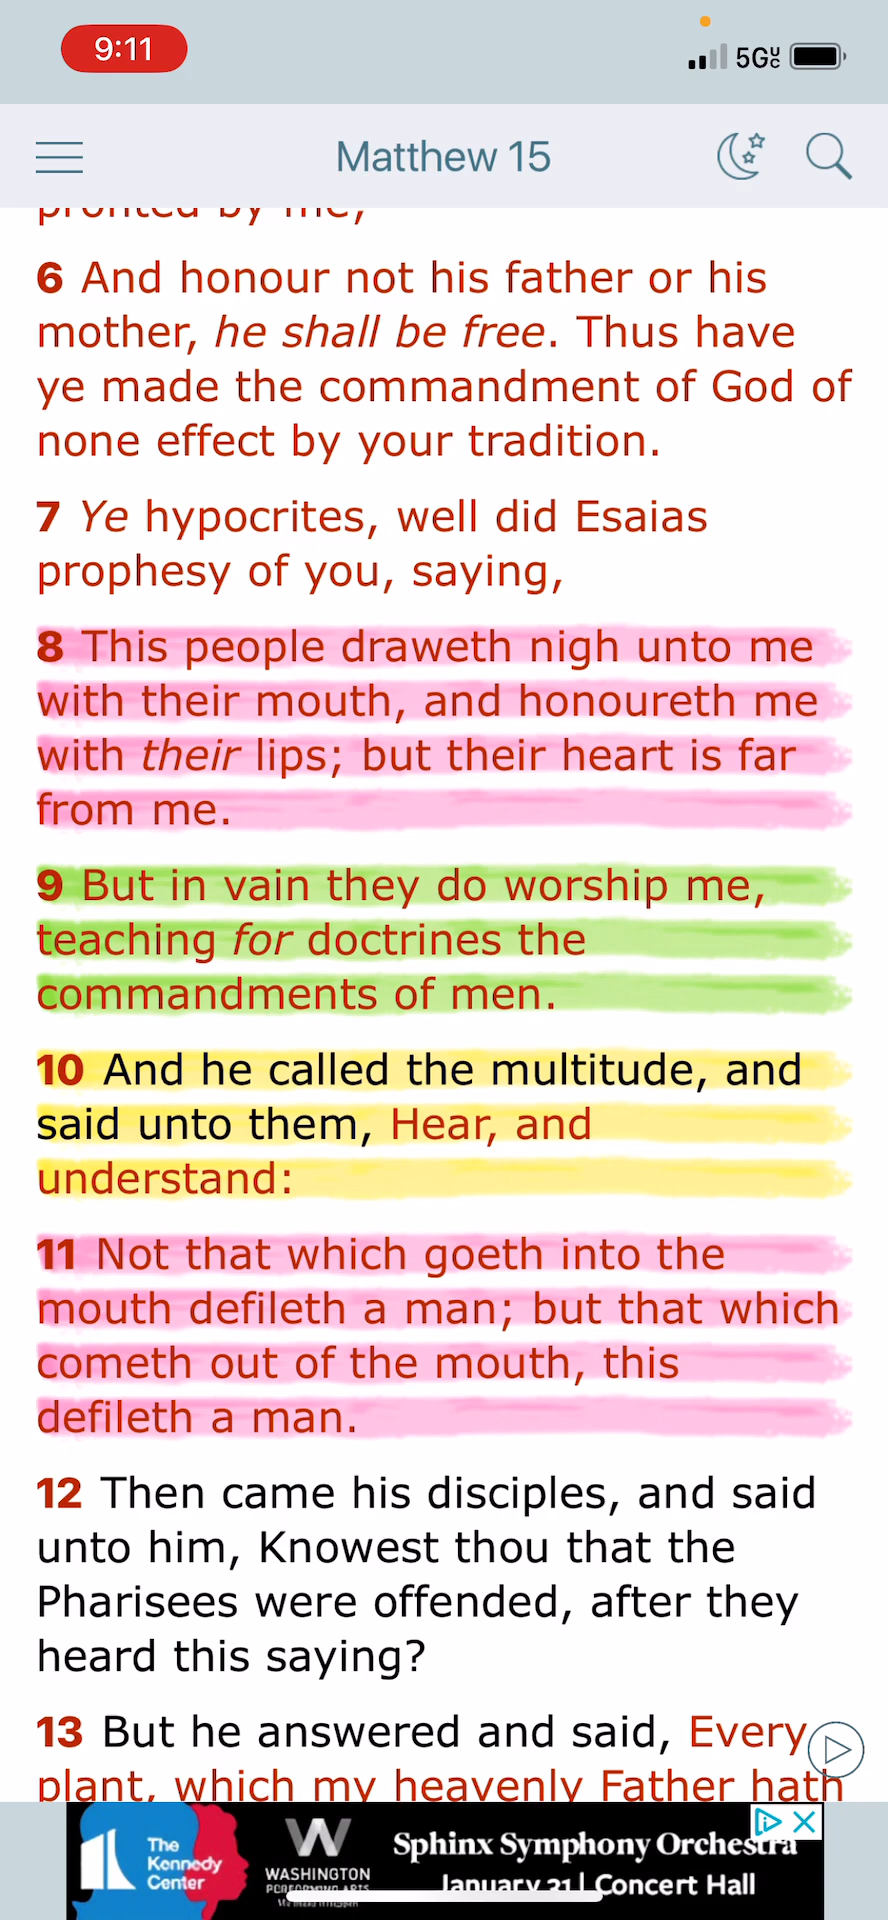 9:11
5G UC
Matthew 15
profited by me;
6 And honour not his father or his
mother, he shall be free. Thus have
ye made the commandment of God of
none effect by your tradition.
7 Ye hypocrites, well did Esaias
prophesy of you, saying,
8 This people draweth nigh unto me
with their mouth, and honoureth me
with their lips; but their heart is far
from me.
9 But in vain they do worship me,
teaching for doctrines the
commandments of men.
10 And he called the multitude, and
said unto them, Hear, and
understand:
11 Not that which goeth into the
mouth defileth a man; but that which
cometh out of the mouth, this
defileth a man.
12 Then came his disciples, and said
unto him, Knowest thou that the
Pharisees were offended, after they
heard this saying?
13 But he answered and said, Every
plant, which my heavenly Father hath
The
Kennedy
Center
W
WASHINGTON
PERFORMING ARTS
Sphinx Symphony Orchestra
January 21 | Concert Hall